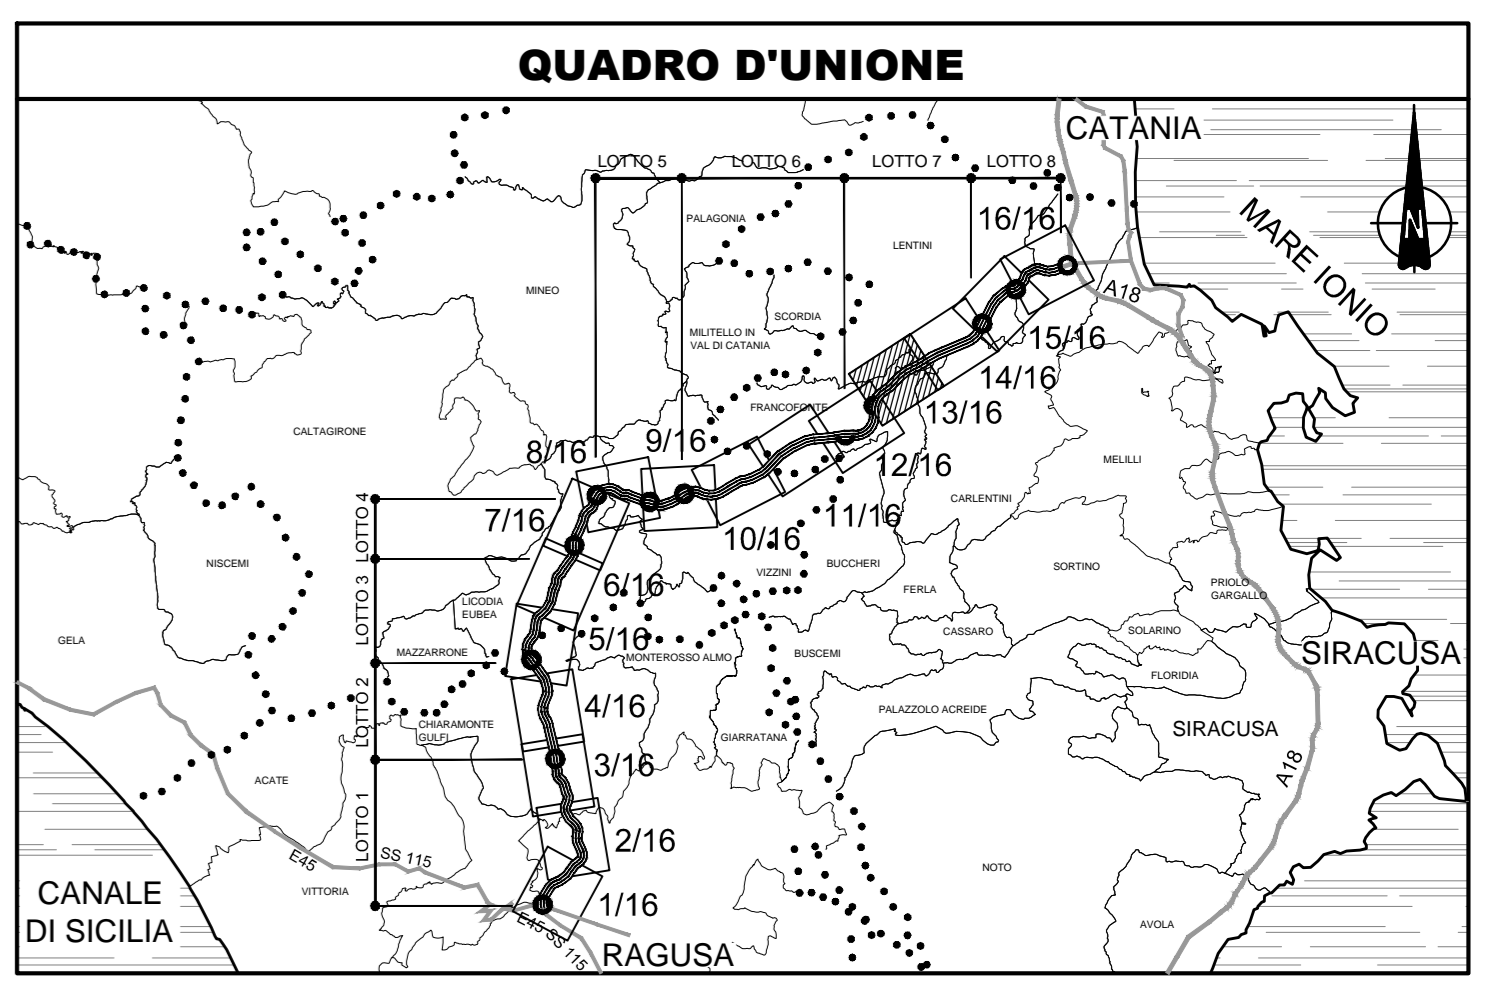 QUADRO D'UNIONE
CATANIA
LOTTO 5
LOTTO 6
LOTTO 7
LOTTO 8
16/16
PALAGONIA
LENTINI
MARE IONIO
N
MINEO
A18
SCORDIA
MILITELLO IN
VAL DI CATANIA
15/16
14/16
FRANCOFONTE
13/16
CALTAGIRONE
8/16
9/16
12/16
MELILLI
CARLENTINI
7/16
11/16
10/16
LOTTO 4
NISCEMI
VIZZINI
BUCCHERI
SORTINO
6/16
FERLA
PRIOLO
GARGALLO
LICODIA
EUBEA
LOTTO 3
GELA
5/16
CASSARO
SOLARINO
MAZZARRONE
MONTEROSSO ALMO
BUSCEMI
SIRACUSA
FLORIDIA
4/16
PALAZZOLO ACREIDE
LOTTO 2
CHIARAMONTE
GULFI
GIARRATANA
SIRACUSA
3/16
A18
ACATE
LOTTO 1
2/16
E45
SS 115
NOTO
VITTORIA
CANALE
DI SICILIA
1/16
E45 SS 115
AVOLA
RAGUSA